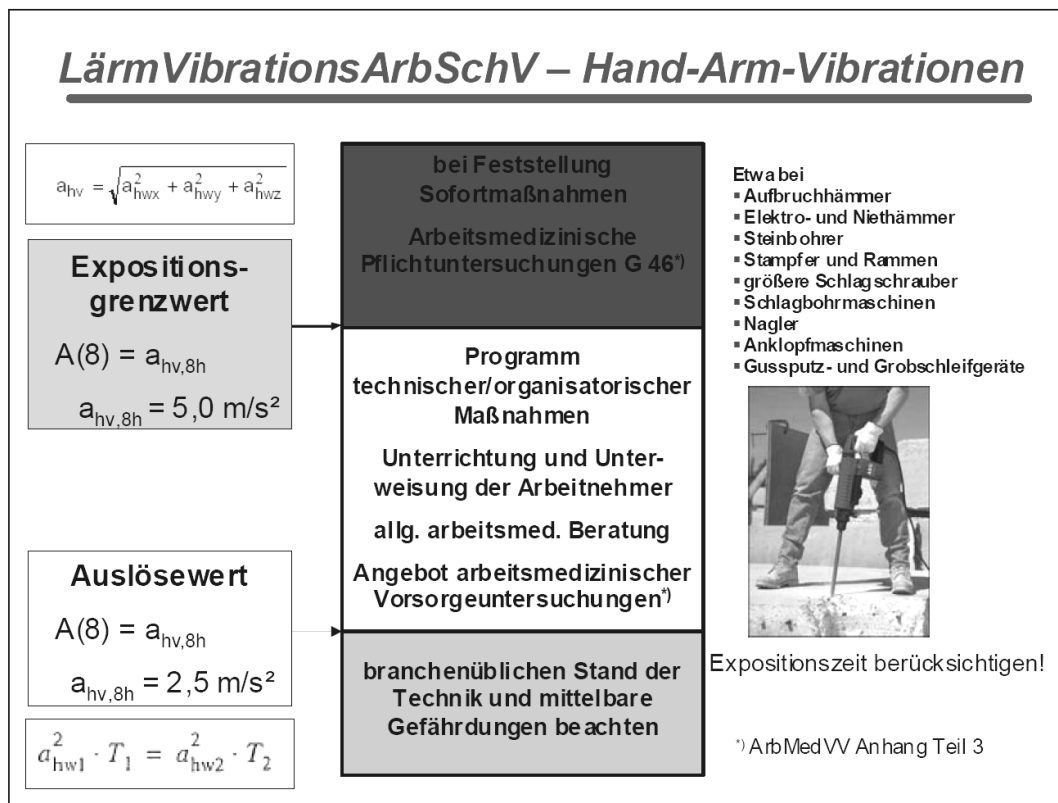 LärmVibrationsArbSchV – Hand-Arm-Vibrationen
a_hv = √(a²_hwx + a²_hwy + a²_hwz)
Expositions-
grenzwert
A(8) = a_hv,8h
a_hv,8h = 5,0 m/s²
Auslösewert
A(8) = a_hv,8h
a_hv,8h = 2,5 m/s²
a²_hw1 · T₁ = a²_hw2 · T₂
bei Feststellung
Sofortmaßnahmen
Arbeitsmedizinische
Pflichtuntersuchungen G 46*)
Programm
technischer/organisatorischer
Maßnahmen
Unterrichtung und Unter-
weisung der Arbeitnehmer
allg. arbeitsmed. Beratung
Angebot arbeitsmedizinischer
Vorsorgeuntersuchungen*)
branchenüblichen Stand der
Technik und mittelbare
Gefährdungen beachten
Etwa bei
▪ Aufbruchhämmer
▪ Elektro- und Niethämmer
▪ Steinbohrer
▪ Stampfer und Rammen
▪ größere Schlagschrauber
▪ Schlagbohrmaschinen
▪ Nagler
▪ Anklopfmaschinen
▪ Gussputz- und Grobschleifgeräte
Expositionszeit berücksichtigen!
*) ArbMedVV Anhang Teil 3